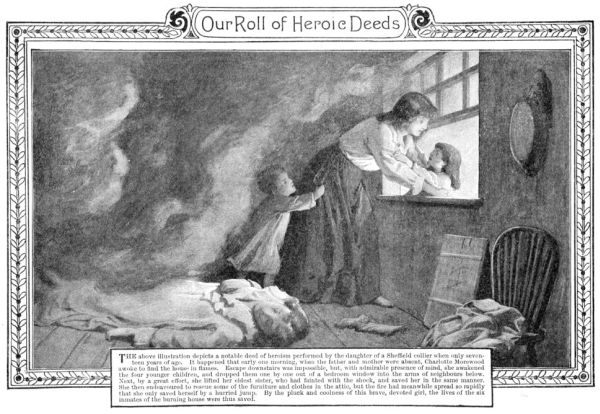 Our Roll of Heroic Deeds
THE above illustration depicts a notable deed of heroism performed by the daughter of a Sheffield collier when only seven-
teen years of age. It happened that early one morning, when the father and mother were absent, Charlotte Morewood
awoke to find the house in flames. Escape downstairs was impossible, but, with admirable presence of mind, she awakened
the four younger children, and dropped them one by one out of a bedroom window into the arms of neighbours below.
Next, by a great effort, she lifted her eldest sister, who had fainted with the shock, and saved her in the same manner.
She then endeavoured to rescue some of the furniture and clothes in the attic, but the fire had meanwhile spread so rapidly
that she only saved herself by a hurried jump. By the pluck and coolness of this brave, devoted girl, the lives of the six
inmates of the burning house were thus saved.